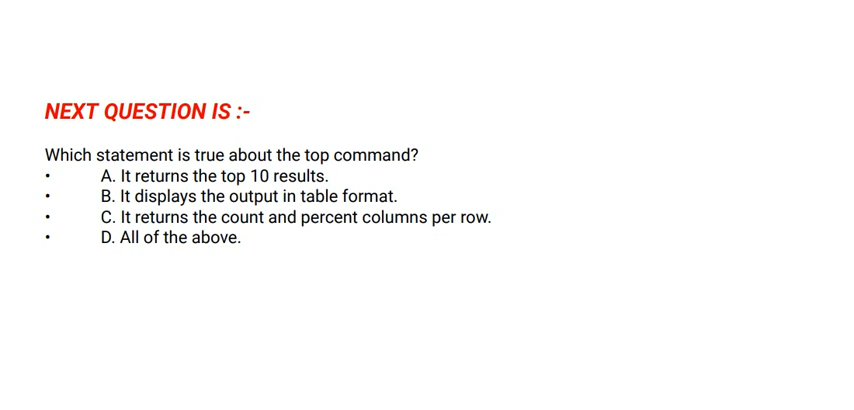 NEXT QUESTION IS :-
Which statement is true about the top command?
• A. It returns the top 10 results.
• B. It displays the output in table format.
• C. It returns the count and percent columns per row.
• D. All of the above.